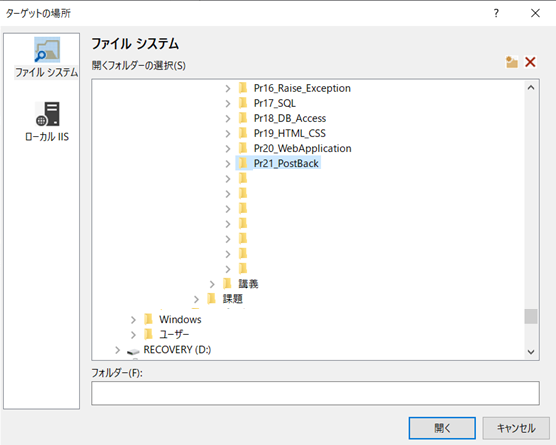 ターゲットの場所
?
ファイル システム
ローカル IIS
ファイル システム
開くフォルダーの選択(S)
Pr16_Raise_Exception
Pr17_SQL
Pr18_DB_Access
Pr19_HTML_CSS
Pr20_WebApplication
Pr21_PostBack
講義
課題
Windows
ユーザー
RECOVERY (D:)
フォルダー(F):
開く
キャンセル